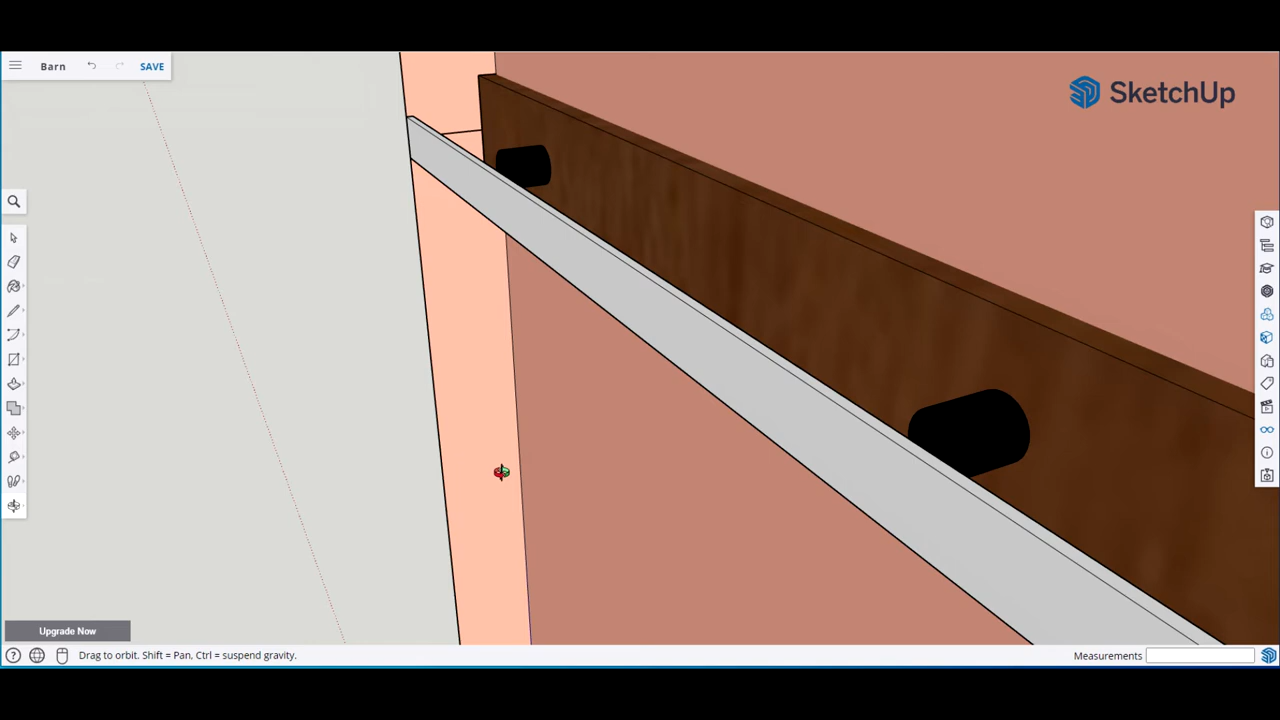 Barn
SAVE
SketchUp
Upgrade Now
Drag to orbit. Shift = Pan, Ctrl = suspend gravity.
Measurements